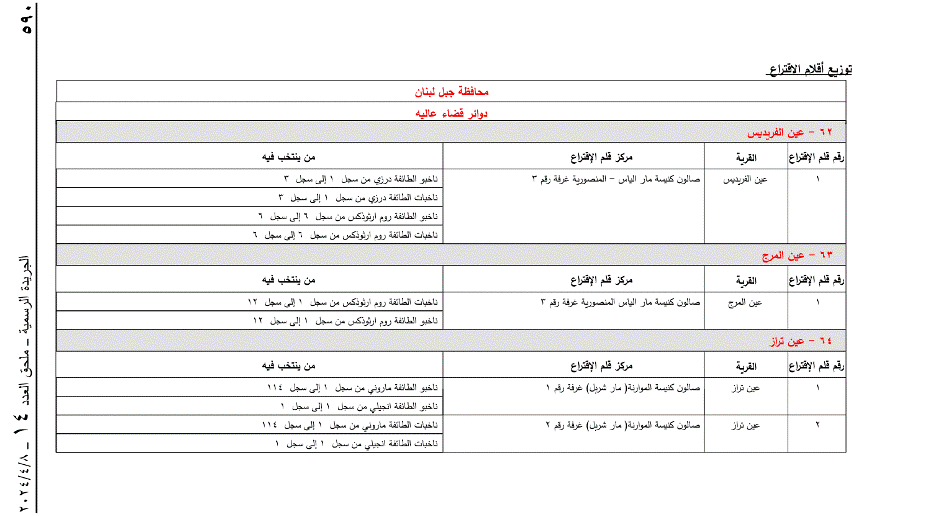 ٥٩٠
الجريدة الرسمية – ملحق العدد ١٤ – ٢٠٢٤/٤/٨
توزيع أقلام الاقتراع
محافظة جبل لبنان
دوائر قضاء عاليه
٦٢ – عين الفريديس
رقم قلم الإقتراع القرية مركز قلم الإقتراع من ينتخب فيه
١ عين الفريديس صالون كنيسة مار الياس – المنصورية غرفة رقم ٣ ناخبو الطائفة درزي من سجل ١ إلى سجل ٣
ناخبات الطائفة درزي من سجل ١ إلى سجل ٣
ناخبو الطائفة روم ارثوذكس من سجل ٦ إلى سجل ٦
ناخبات الطائفة روم ارثوذكس من سجل ٦ إلى سجل ٦
٦٣ – عين المرج
رقم قلم الإقتراع القرية مركز قلم الإقتراع من ينتخب فيه
١ عين المرج صالون كنيسة مار الياس المنصورية غرفة رقم ٣ ناخبات الطائفة روم ارثوذكس من سجل ١ إلى سجل ١٢
ناخبو الطائفة روم ارثوذكس من سجل ١ إلى سجل ١٢
٦٤ – عين تراز
رقم قلم الإقتراع القرية مركز قلم الإقتراع من ينتخب فيه
١ عين تراز صالون كنيسة الموارنة( مار شربل) غرفة رقم ١ ناخبو الطائفة ماروني من سجل ١ إلى سجل ١١٤
ناخبو الطائفة انجيلي من سجل ١ إلى سجل ١
٢ عين تراز صالون كنيسة الموارنة( مار شربل) غرفة رقم ٢ ناخبات الطائفة ماروني من سجل ١ إلى سجل ١١٤
ناخبات الطائفة انجيلي من سجل ١ إلى سجل ١